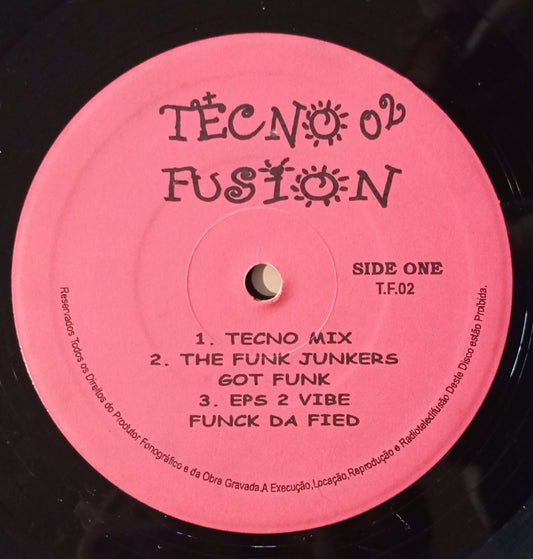 TECNO 02
FUSION
SIDE ONE
T.F.02
1. TECNO MIX
2. THE FUNK JUNKERS
GOT FUNK
3. EPS 2 VIBE
FUNCK DA FIED
Reservados Todos os Direitos do Produtor Fonográfico e da Obra Gravada.A Execução,Locação,Reprodução e Radioteledifusão Deste Disco estão Proibida.